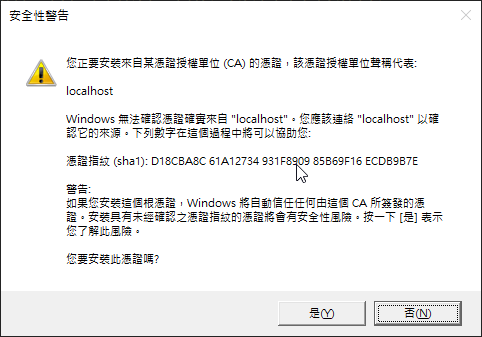 安全性警告
您正要安裝來自某憑證授權單位 (CA) 的憑證，該憑證授權單位聲稱代表:
localhost
Windows 無法確認憑證確實來自 "localhost"。您應該連絡 "localhost" 以確
認它的來源。下列數字在這個過程中將可以協助您:
憑證指紋 (sha1): D18CBA8C 61A12734 931F8909 85B69F16 ECDB9B7E
警告:
如果您安裝這個根憑證，Windows 將自動信任任何由這個 CA 所簽發的憑
證。安裝具有未經確認之憑證指紋的憑證將會有安全性風險。按一下 [是] 表示
您了解此風險。
您要安裝此憑證嗎?
是(Y)
否(N)